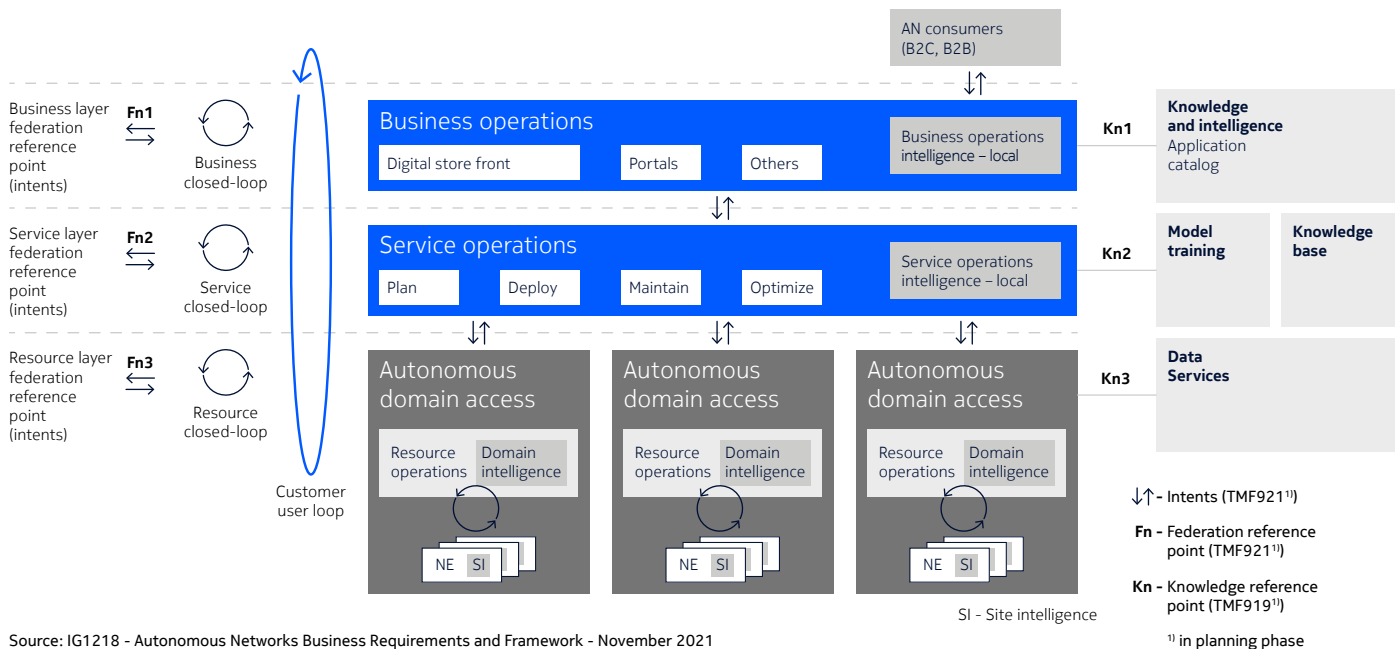 AN consumers
(B2C, B2B)
Business layer
federation
reference
point
(intents)
Fn1
Business
closed-loop
Business operations
Digital store front
Portals
Others
Business operations
intelligence – local
Kn1
Knowledge
and intelligence
Application
catalog
Service layer
federation
reference
point
(intents)
Fn2
Service
closed-loop
Service operations
Plan
Deploy
Maintain
Optimize
Service operations
intelligence – local
Kn2
Model
training
Knowledge
base
Resource layer
federation
reference
point
(intents)
Fn3
Resource
closed-loop
Customer
user loop
Autonomous
domain access
Resource
operations
Domain
intelligence
NE
SI
Autonomous
domain access
Resource
operations
Domain
intelligence
NE
SI
Autonomous
domain access
Resource
operations
Domain
intelligence
NE
SI
Kn3
Data
Services
↓↑ - Intents (TMF921¹⁾)
Fn - Federation reference
point (TMF921¹⁾)
Kn - Knowledge reference
point (TMF919¹⁾)
¹⁾ in planning phase
SI - Site intelligence
Source: IG1218 - Autonomous Networks Business Requirements and Framework - November 2021